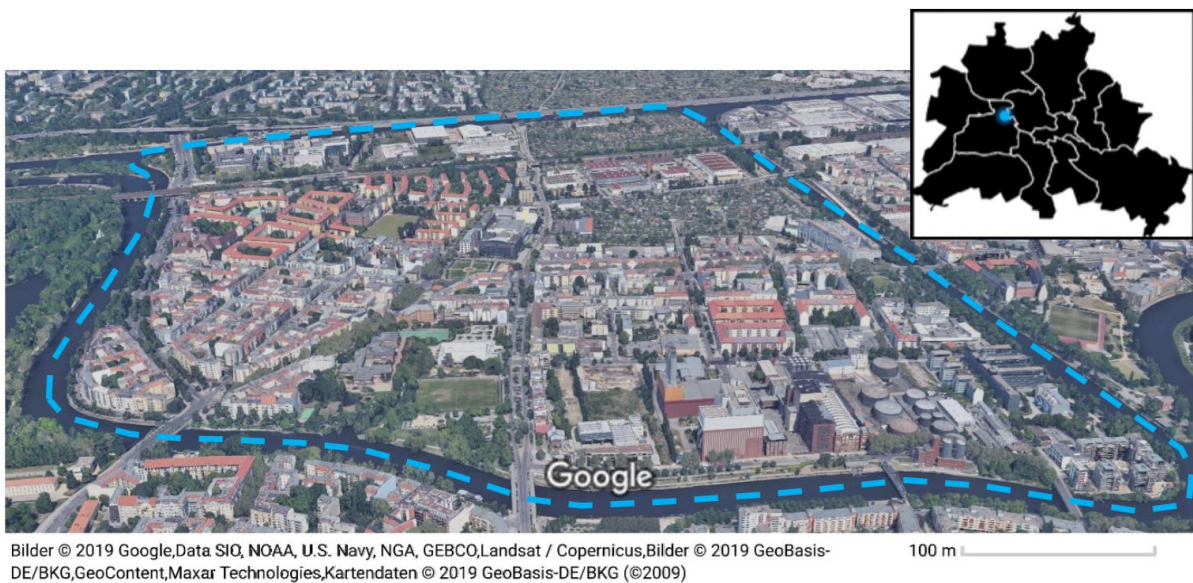 Google
Bilder © 2019 Google,Data SIO, NOAA, U.S. Navy, NGA, GEBCO,Landsat / Copernicus,Bilder © 2019 GeoBasis-
DE/BKG,GeoContent,Maxar Technologies,Kartendaten © 2019 GeoBasis-DE/BKG (©2009)
100 m